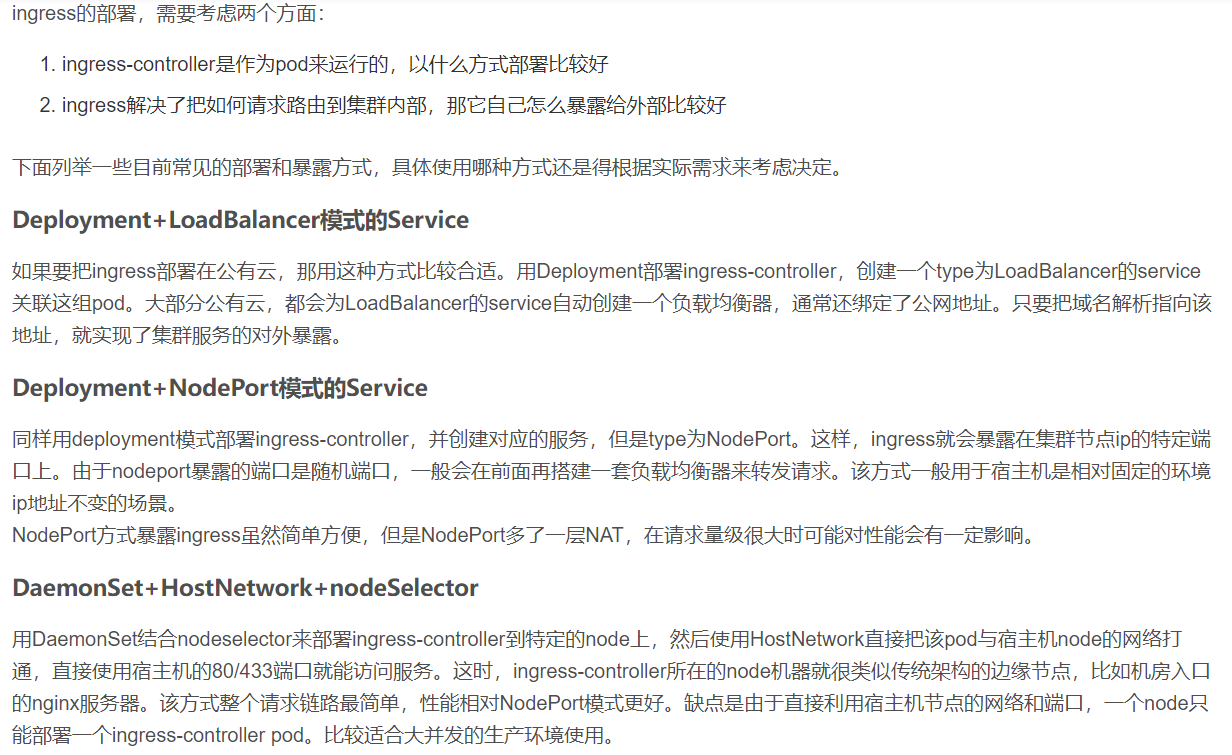 ingress的部署，需要考虑两个方面：
1. ingress-controller是作为pod来运行的，以什么方式部署比较好
2. ingress解决了把如何请求路由到集群内部，那它自己怎么暴露给外部比较好
下面列举一些目前常见的部署和暴露方式，具体使用哪种方式还是得根据实际需求来考虑决定。
Deployment+LoadBalancer模式的Service
如果要把ingress部署在公有云，那用这种方式比较合适。用Deployment部署ingress-controller，创建一个type为LoadBalancer的service
关联这组pod。大部分公有云，都会为LoadBalancer的service自动创建一个负载均衡器，通常还绑定了公网地址。只要把域名解析指向该
地址，就实现了集群服务的对外暴露。
Deployment+NodePort模式的Service
同样用deployment模式部署ingress-controller，并创建对应的服务，但是type为NodePort。这样，ingress就会暴露在集群节点ip的特定端
口上。由于nodeport暴露的端口是随机端口，一般会在前面再搭建一套负载均衡器来转发请求。该方式一般用于宿主机是相对固定的环境
ip地址不变的场景。
NodePort方式暴露ingress虽然简单方便，但是NodePort多了一层NAT，在请求量级很大时可能对性能会有一定影响。
DaemonSet+HostNetwork+nodeSelector
用DaemonSet结合nodeselector来部署ingress-controller到特定的node上，然后使用HostNetwork直接把该pod与宿主机node的网络打
通，直接使用宿主机的80/433端口就能访问服务。这时，ingress-controller所在的node机器就很类似传统架构的边缘节点，比如机房入口
的nginx服务器。该方式整个请求链路最简单，性能相对NodePort模式更好。缺点是由于直接利用宿主机节点的网络和端口，一个node只
能部署一个ingress-controller pod。比较适合大并发的生产环境使用。